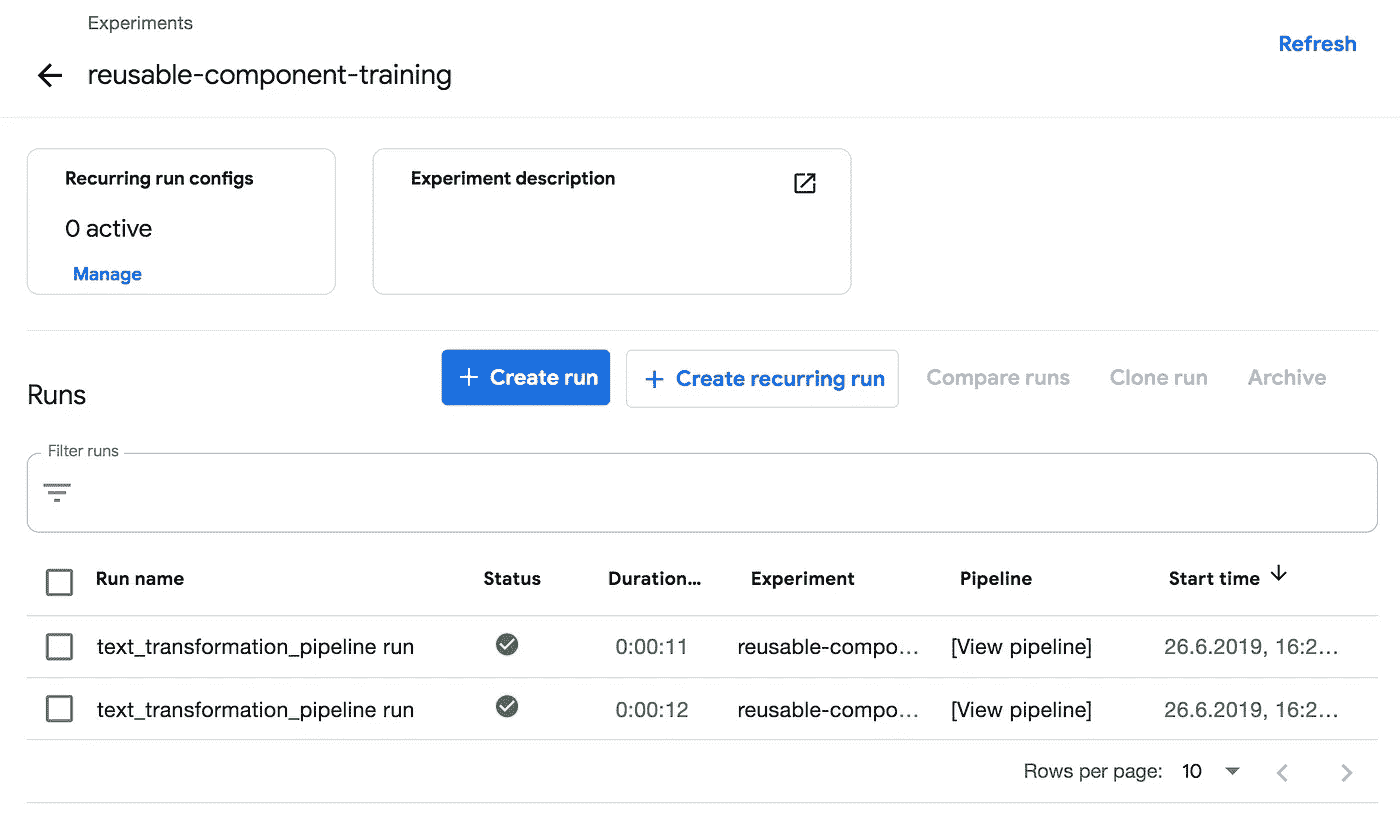 Experiments
Refresh
reusable-component-training
Recurring run configs
Experiment description
0 active
Manage
Runs
+ Create run
+ Create recurring run
Compare runs
Clone run
Archive
Filter runs
Run name Status Duration... Experiment Pipeline Start time
text_transformation_pipeline run 0:00:11 reusable-compo... [View pipeline] 26.6.2019, 16:2...
text_transformation_pipeline run 0:00:12 reusable-compo... [View pipeline] 26.6.2019, 16:2...
Rows per page: 10